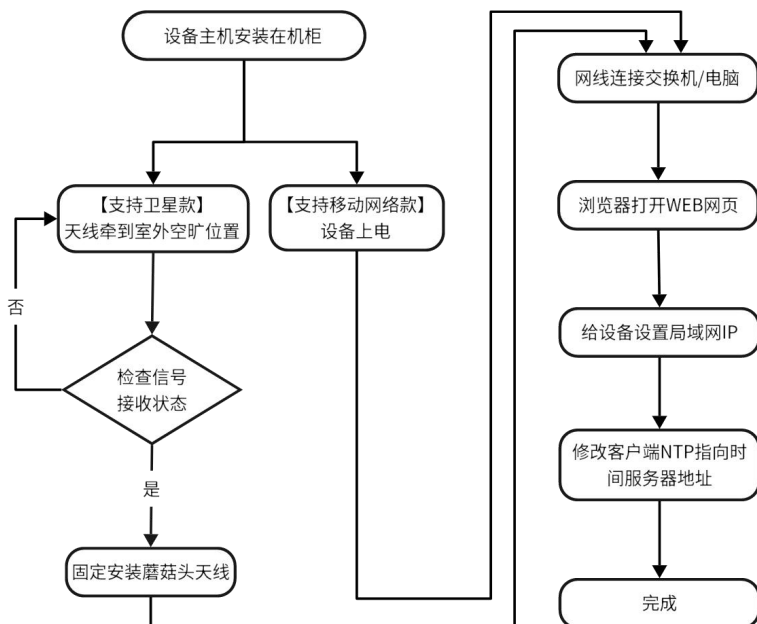 设备主机安装在机柜
【支持卫星款】
天线牵到室外空旷位置
【支持移动网络款】
设备上电
否
检查信号
接收状态
是
固定安装蘑菇头天线
网线连接交换机/电脑
浏览器打开WEB网页
给设备设置局域网IP
修改客户端NTP指向时
间服务器地址
完成